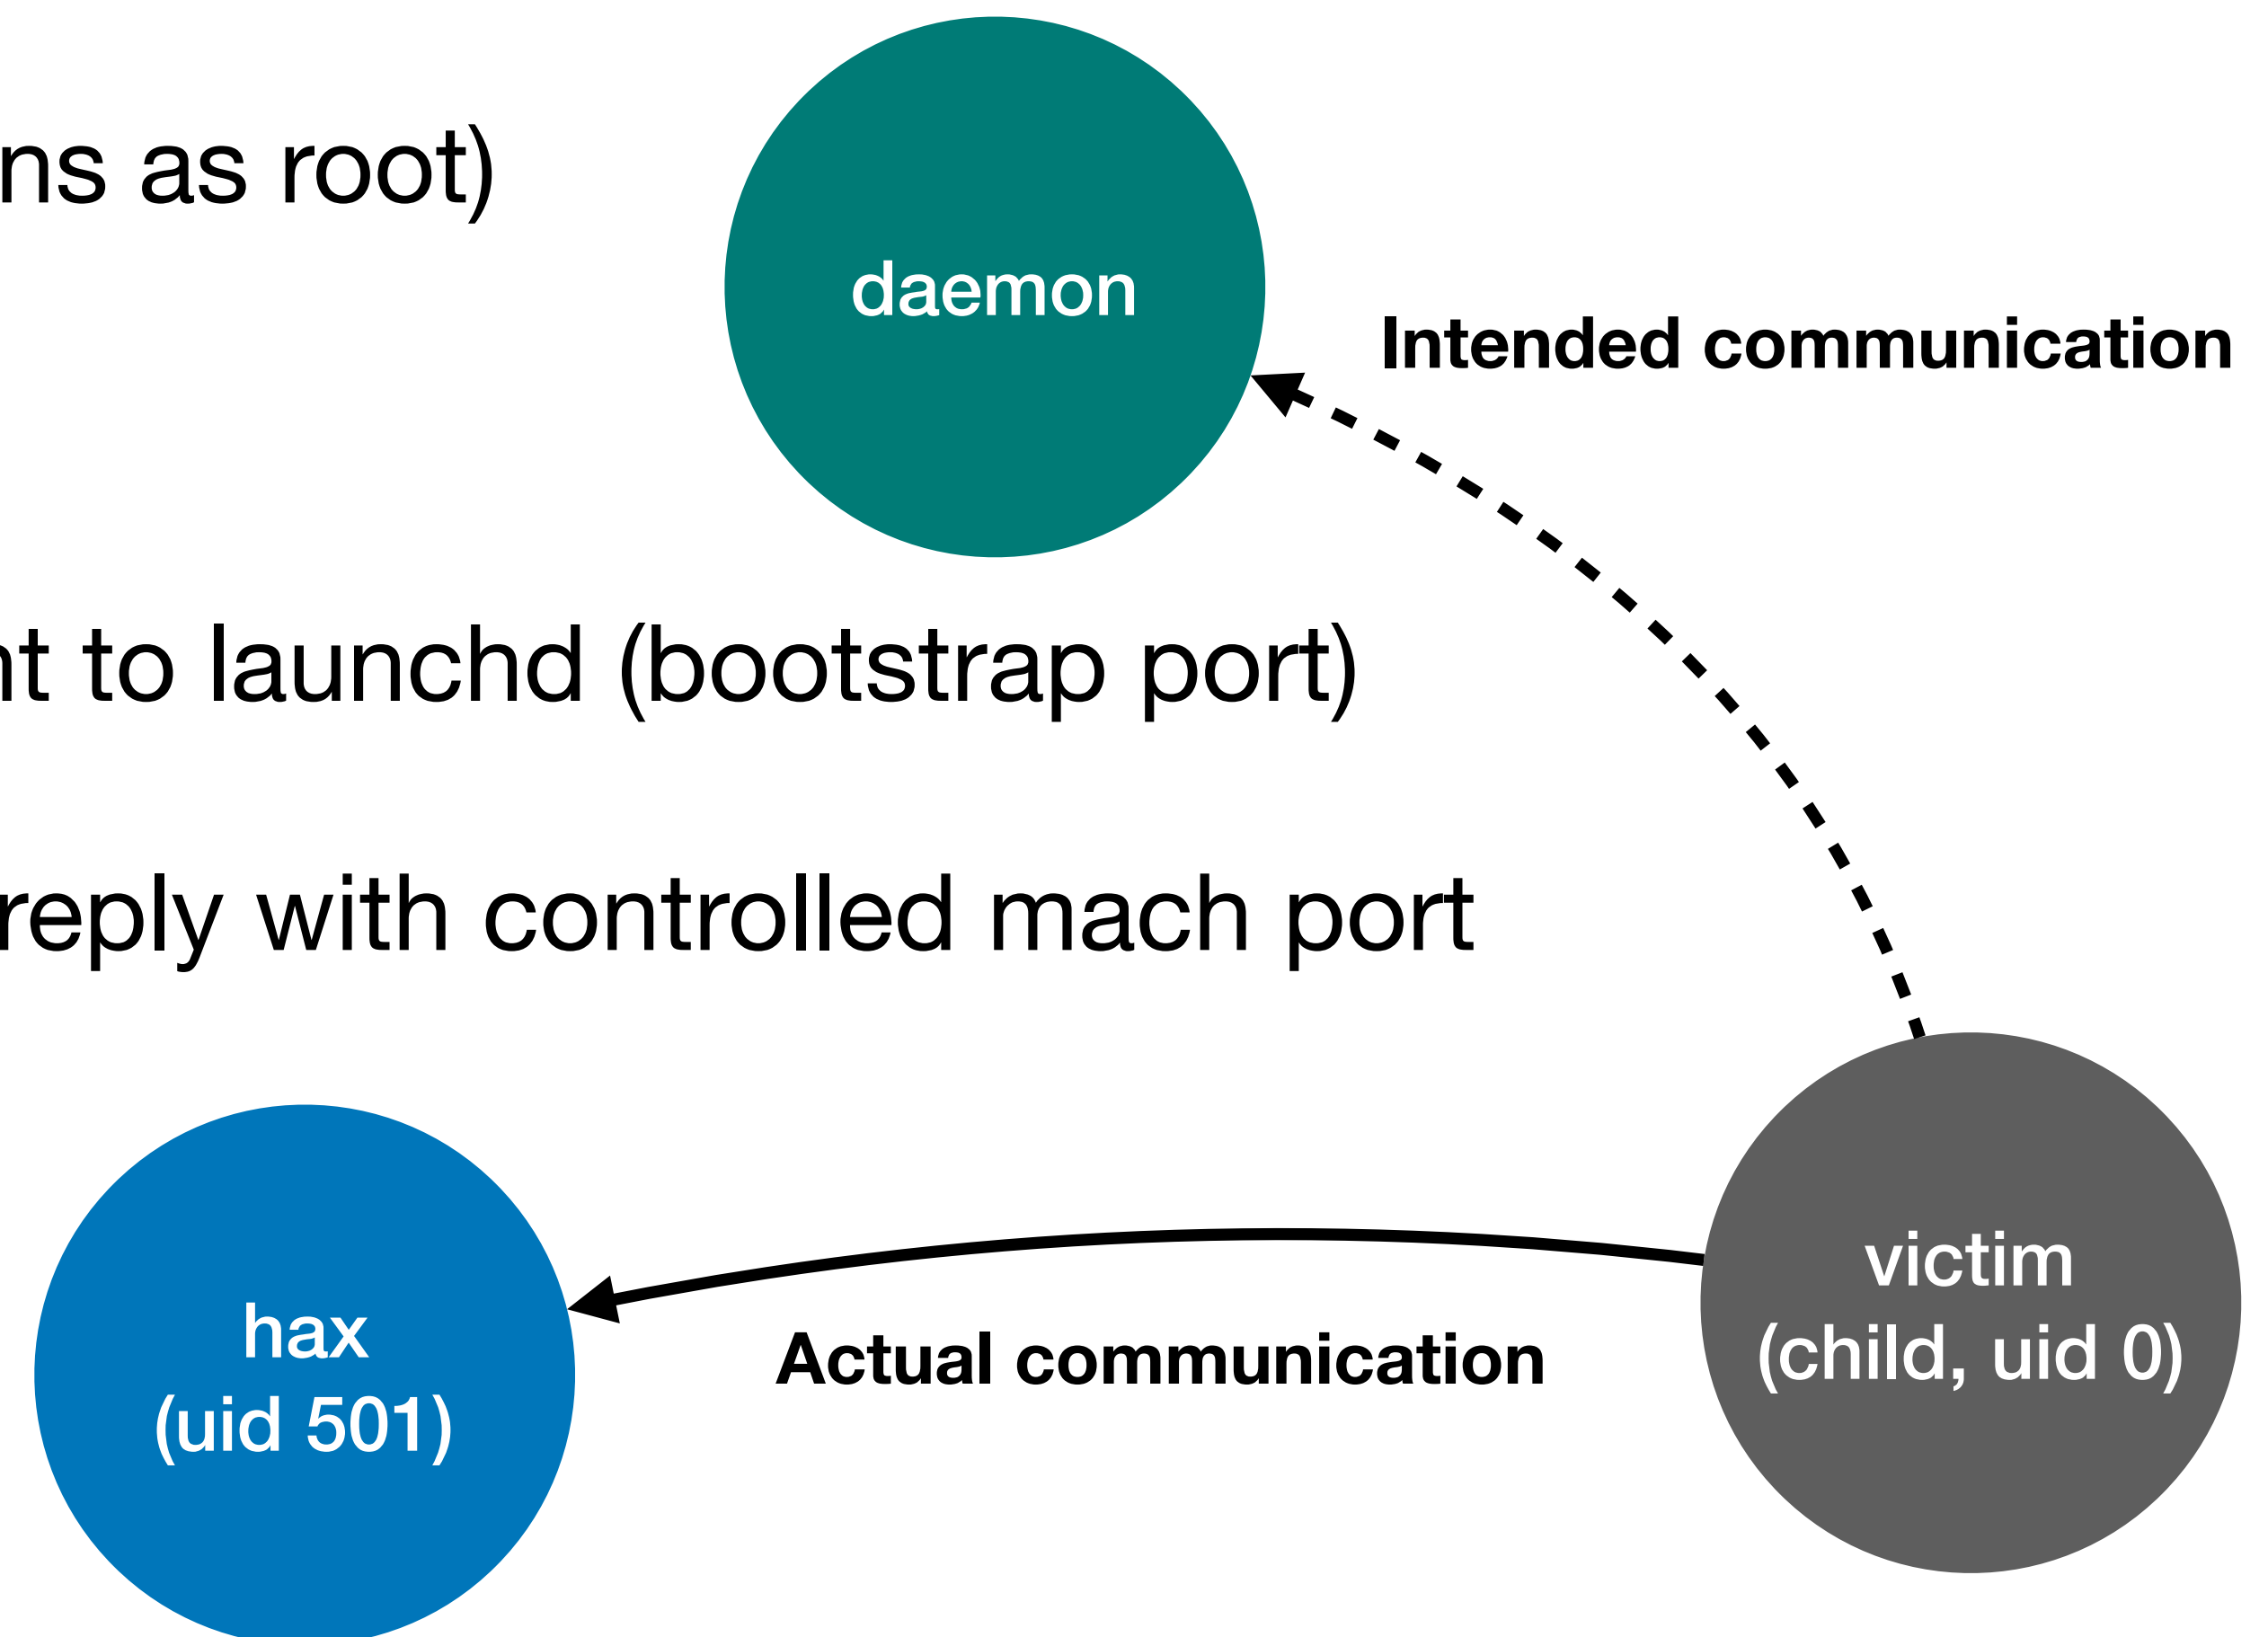 ns as root)
daemon
Intended communication
t to launchd (bootstrap port)
reply with controlled mach port
hax
(uid 501)
Actual communication
victim
(child, uid 0)